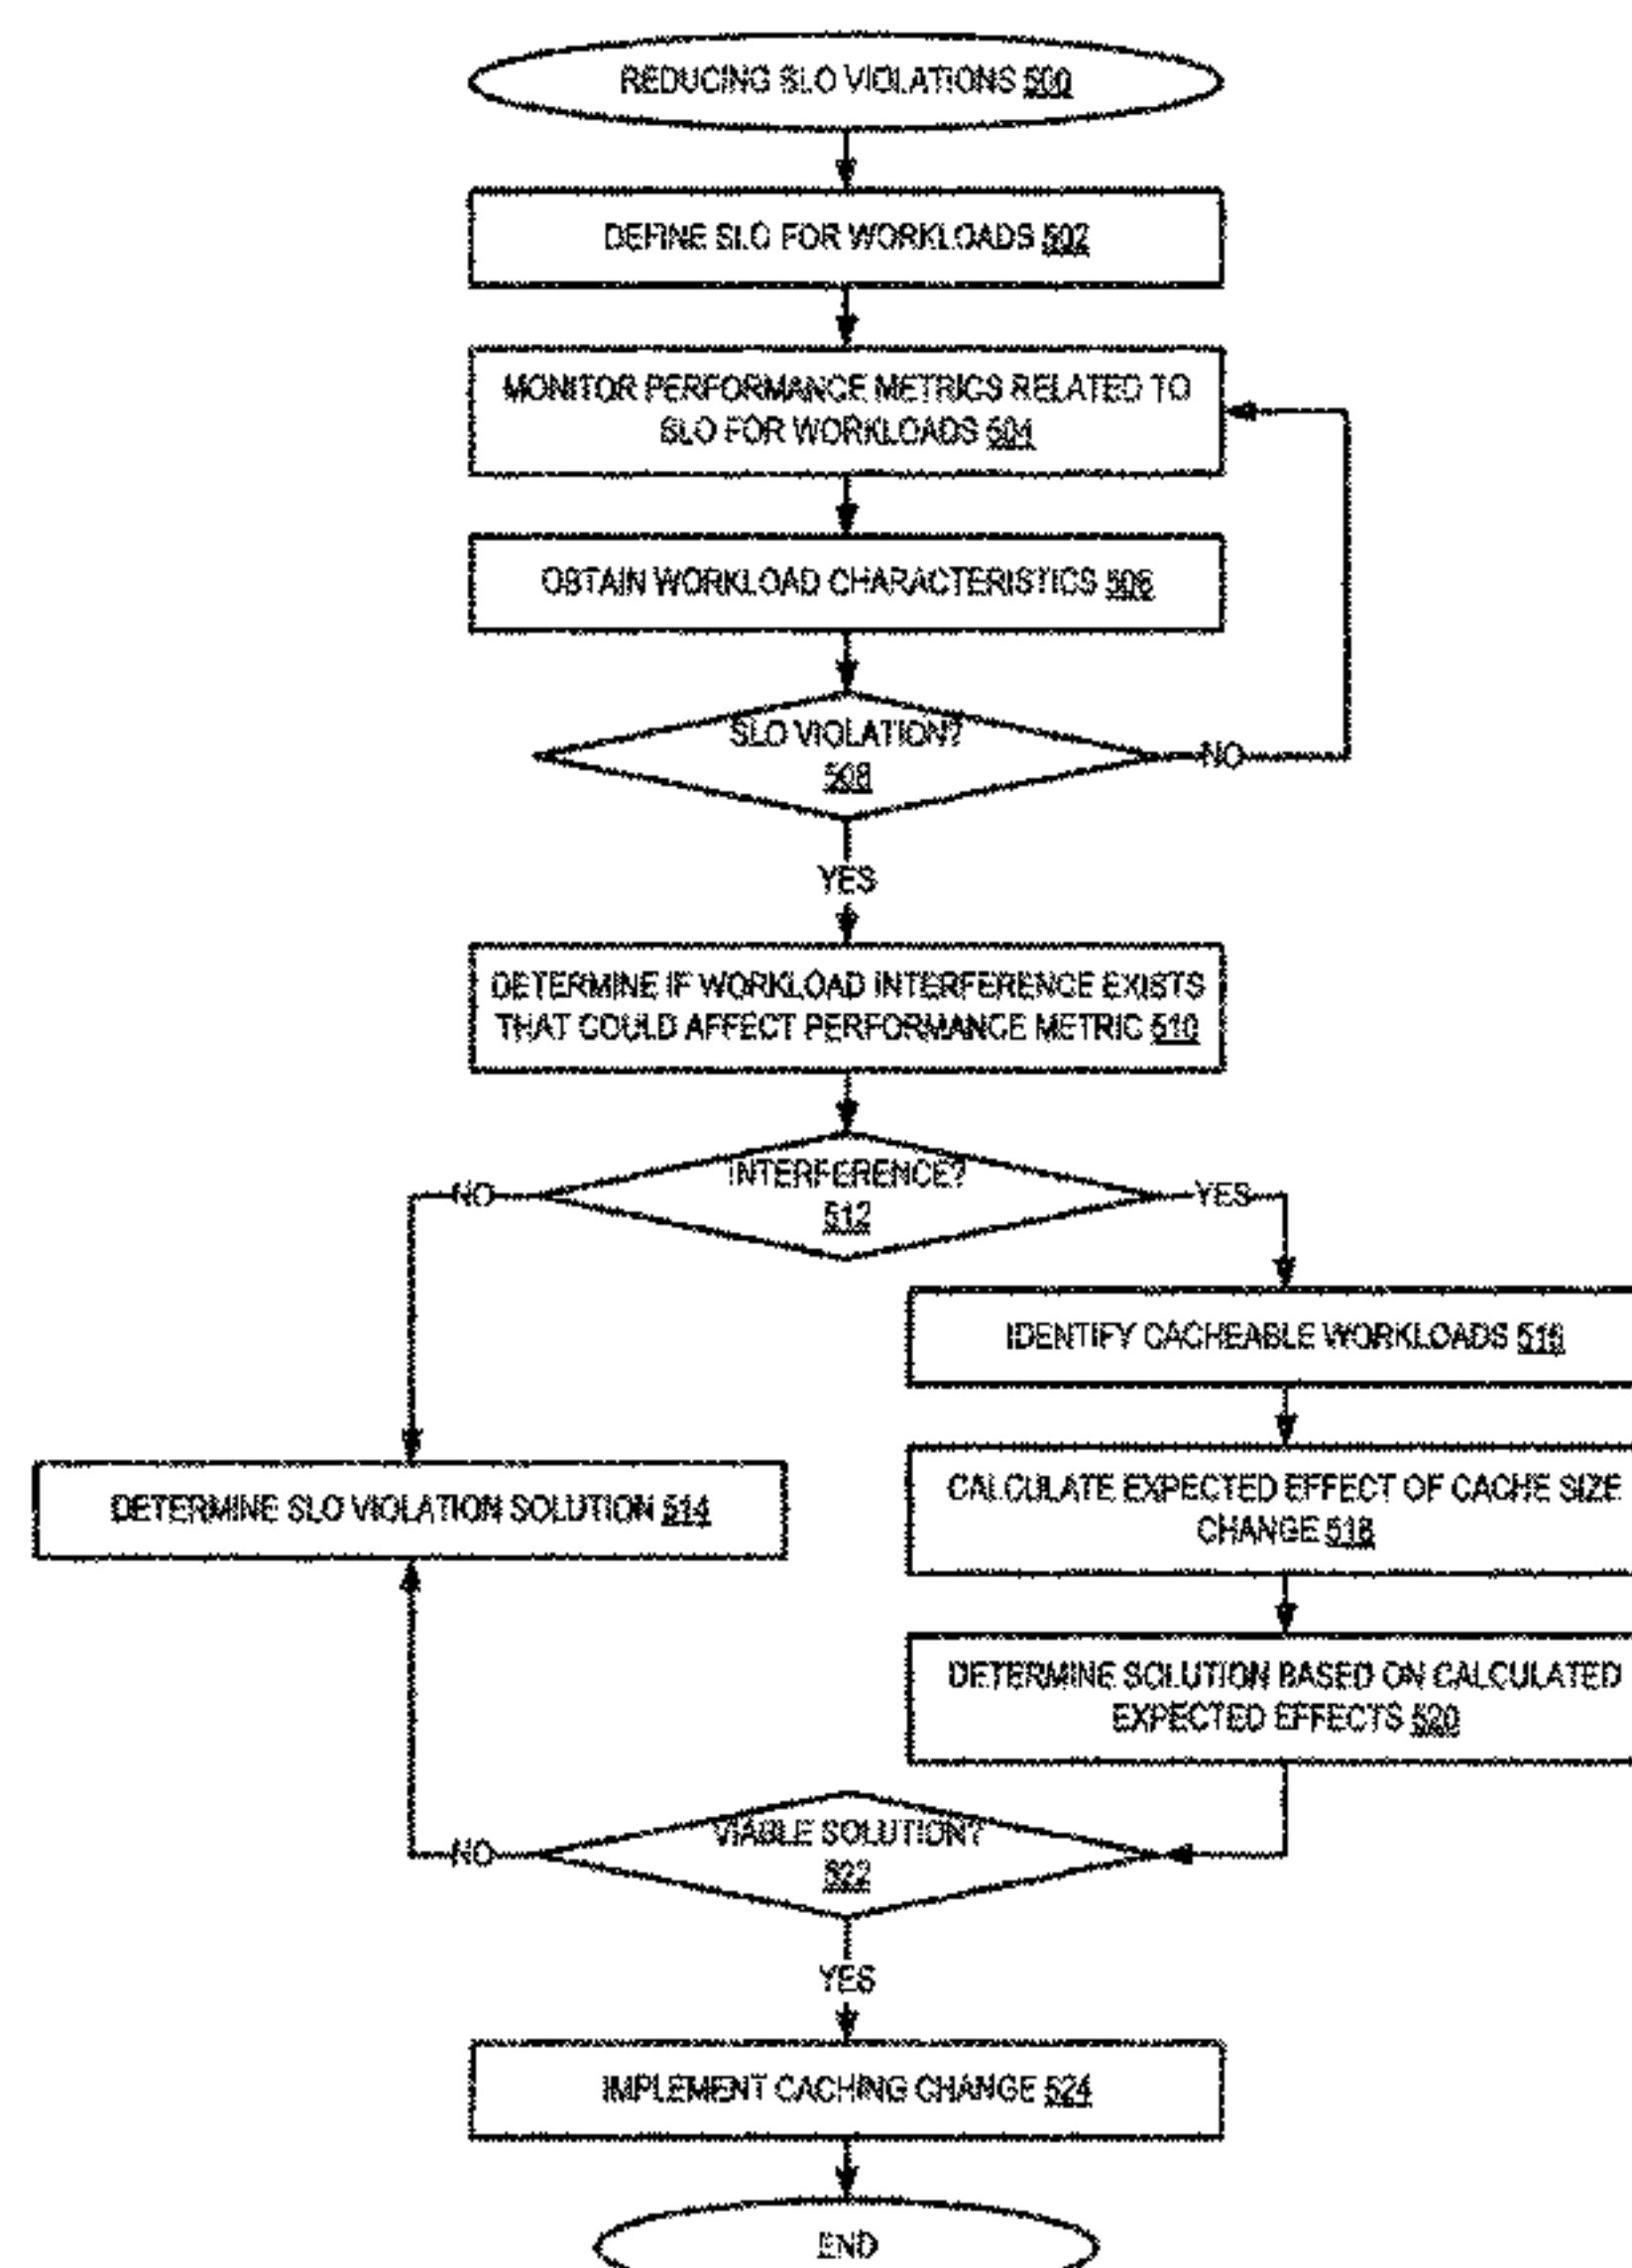 REDUCING SLO VIOLATIONS 500
DEFINE SLO FOR WORKLOADS 502
MONITOR PERFORMANCE METRICS RELATED TO
SLO FOR WORKLOADS 504
OBTAIN WORKLOAD CHARACTERISTICS 506
SLO VIOLATION?
508
NO
YES
DETERMINE IF WORKLOAD INTERFERENCE EXISTS
THAT COULD AFFECT PERFORMANCE METRIC 510
INTERFERENCE?
512
NO
YES
IDENTIFY CACHEABLE WORKLOADS 516
CALCULATE EXPECTED EFFECT OF CACHE SIZE
CHANGE 518
DETERMINE SLO VIOLATION SOLUTION 514
DETERMINE SOLUTION BASED ON CALCULATED
EXPECTED EFFECTS 520
VIABLE SOLUTION?
522
NO
YES
IMPLEMENT CACHING CHANGE 524
END